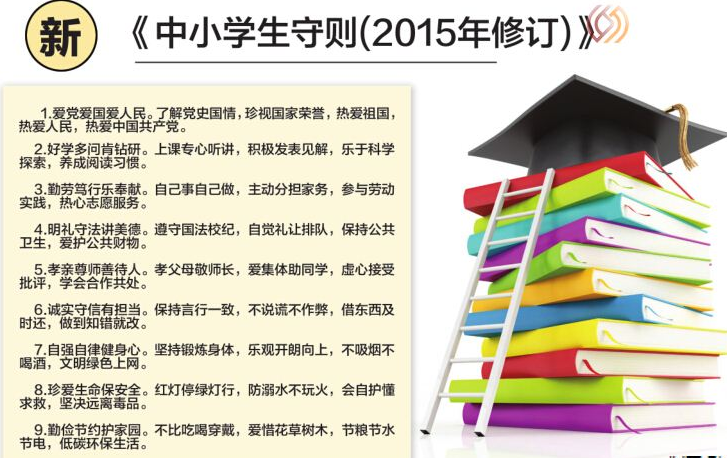 新
《中小学生守则(2015年修订)》
1.爱党爱国爱人民。了解党史国情，珍视国家荣誉，热爱祖国，
热爱人民，热爱中国共产党。
2.好学多问肯钻研。上课专心听讲，积极发表见解，乐于科学
探索，养成阅读习惯。
3.勤劳笃行乐奉献。自己事自己做，主动分担家务，参与劳动
实践，热心志愿服务。
4.明礼守法讲美德。遵守国法校纪，自觉礼让排队，保持公共
卫生，爱护公共财物。
5.孝亲尊师善待人。孝父母敬师长，爱集体助同学，虚心接受
批评，学会合作共处。
6.诚实守信有担当。保持言行一致，不说谎不作弊，借东西及
时还，做到知错就改。
7.自强自律健身心。坚持锻炼身体，乐观开朗向上，不吸烟不
喝酒，文明绿色上网。
8.珍爱生命保安全。红灯停绿灯行，防溺水不玩火，会自护懂
求救，坚决远离毒品。
9.勤俭节约护家园。不比吃喝穿戴，爱惜花草树木，节粮节水
节电，低碳环保生活。